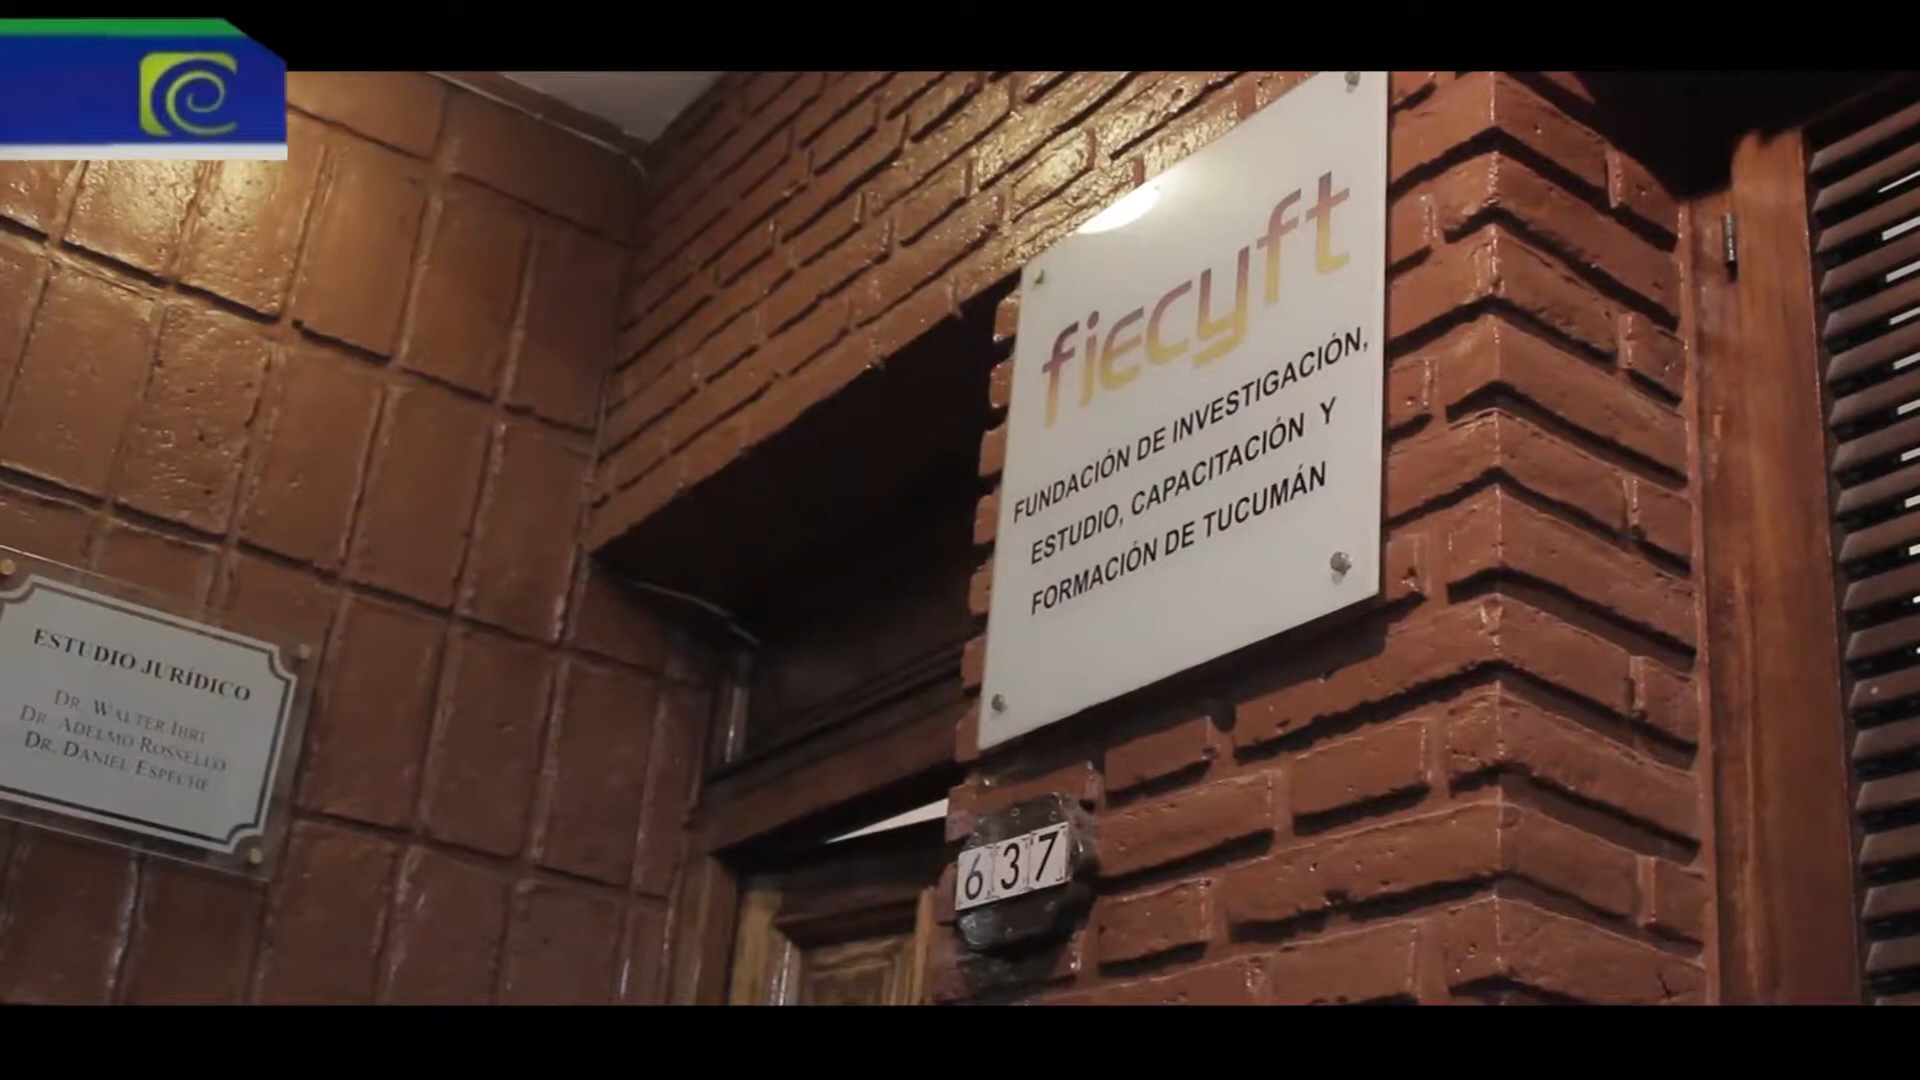 fiecyft
FUNDACIÓN DE INVESTIGACIÓN,
ESTUDIO, CAPACITACIÓN Y
FORMACIÓN DE TUCUMÁN
637
ESTUDIO JURÍDICO
DR. WALTER IBRI
DR. ADELMO ROSSELLÓ
DR. DANIEL ESPECHE